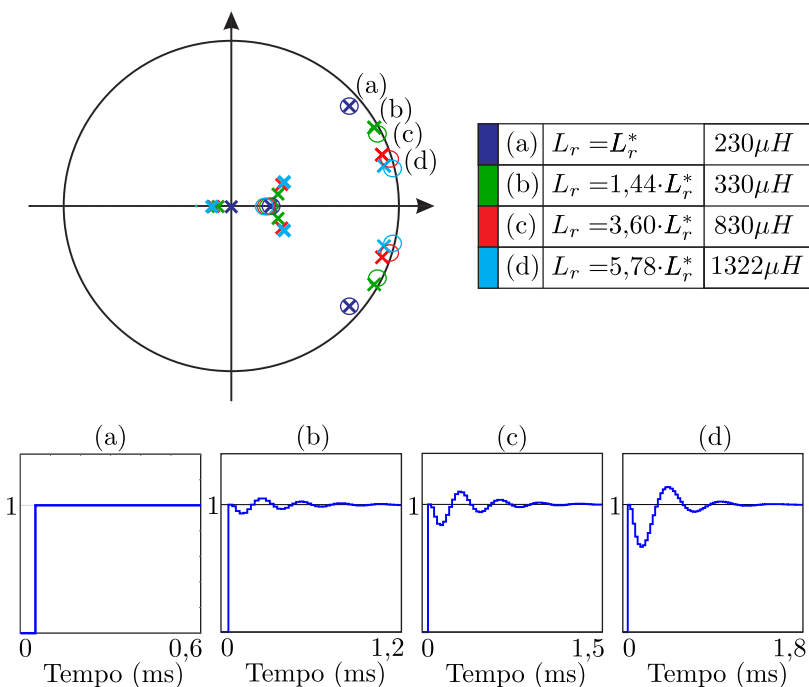 (a)
(b)
(c)
(d)
(a) L_r = L_r^* 230μH
(b) L_r = 1,44·L_r^* 330μH
(c) L_r = 3,60·L_r^* 830μH
(d) L_r = 5,78·L_r^* 1322μH
(a) (b) (c) (d)
1 1 1 1
0 0,6 0 1,2 0 1,5 0 1,8
Tempo (ms) Tempo (ms) Tempo (ms) Tempo (ms)